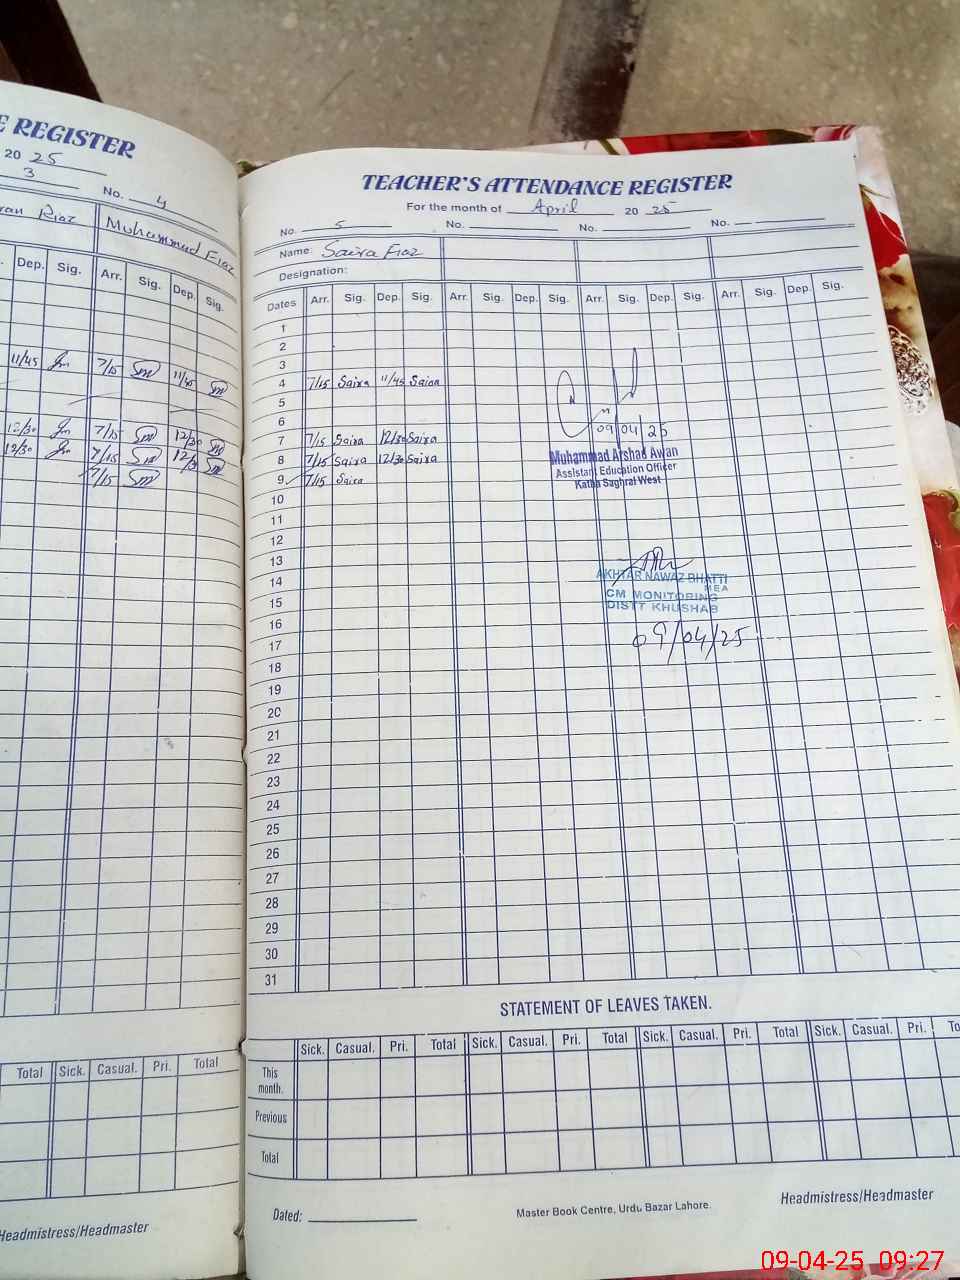 E REGISTER
20 25
3 No. 4
ran Riaz Muhammad Fiaz
Dep. Sig. Arr. Sig. Dep. Sig.
11/45 7/15 11/45
12/30 7/15 12/30
12/30 7/15 12/30
7/15
Total Sick. Casual. Pri. Total
Headmistress/Headmaster
TEACHER'S ATTENDANCE REGISTER
For the month of April 20 25
No. 5 No. No. No.
Name: Saira Fiaz
Designation:
Dates Arr. Sig. Dep. Sig. Arr. Sig. Dep. Sig. Arr. Sig. Dep. Sig. Arr. Sig. Dep. Sig.
1
2
3
4 7/15 Saira 11/45 Saira
5
6
09/04/25
7 7/15 Saira 12/30 Saira
Muhammad Arshad Awan
8 7/15 Saira 12/30 Saira
Assistant Education Officer
9 7/15 Saira
Katha Saghral West
10
11
12
13
14
AKHTAR NAWAZ BHATTI
MEA
15
CM MONITORING
DISTT KHUSHAB
16
17
09/04/25
18
19
20
21
22
23
24
25
26
27
28
29
30
31
STATEMENT OF LEAVES TAKEN.
Sick. Casual. Pri. Total Sick. Casual. Pri. Total Sick. Casual. Pri. Total Sick. Casual. Pri. To
This month.
Previous
Total
Dated:
Master Book Centre, Urdu Bazar Lahore.
Headmistress/Headmaster
09-04-25 09:27